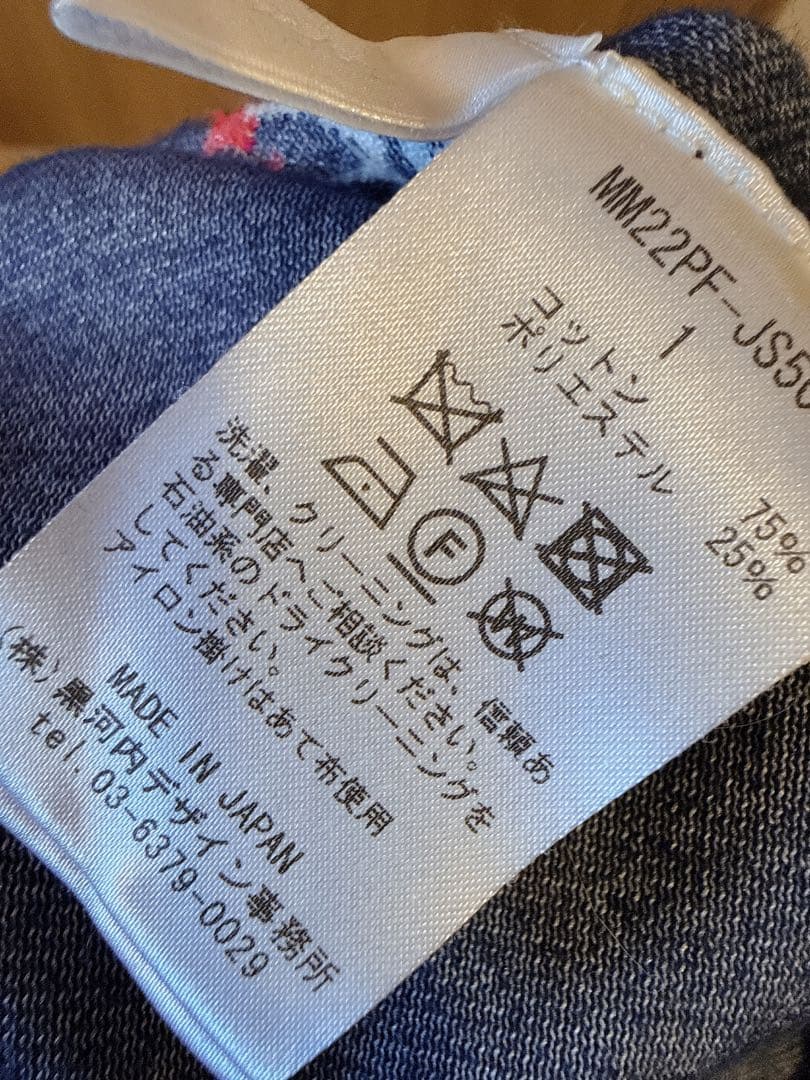 MM22PF-JS50
1
コットン 75%
ポリエステル 25%
F
W
洗濯、クリーニングは、信頼あ
る専門店へご相談ください。
石油系のドライクリーニングを
してください。
アイロン掛けはあて布使用
MADE IN JAPAN
(株)黒河内デザイン事務所
tel.03-6379-0029